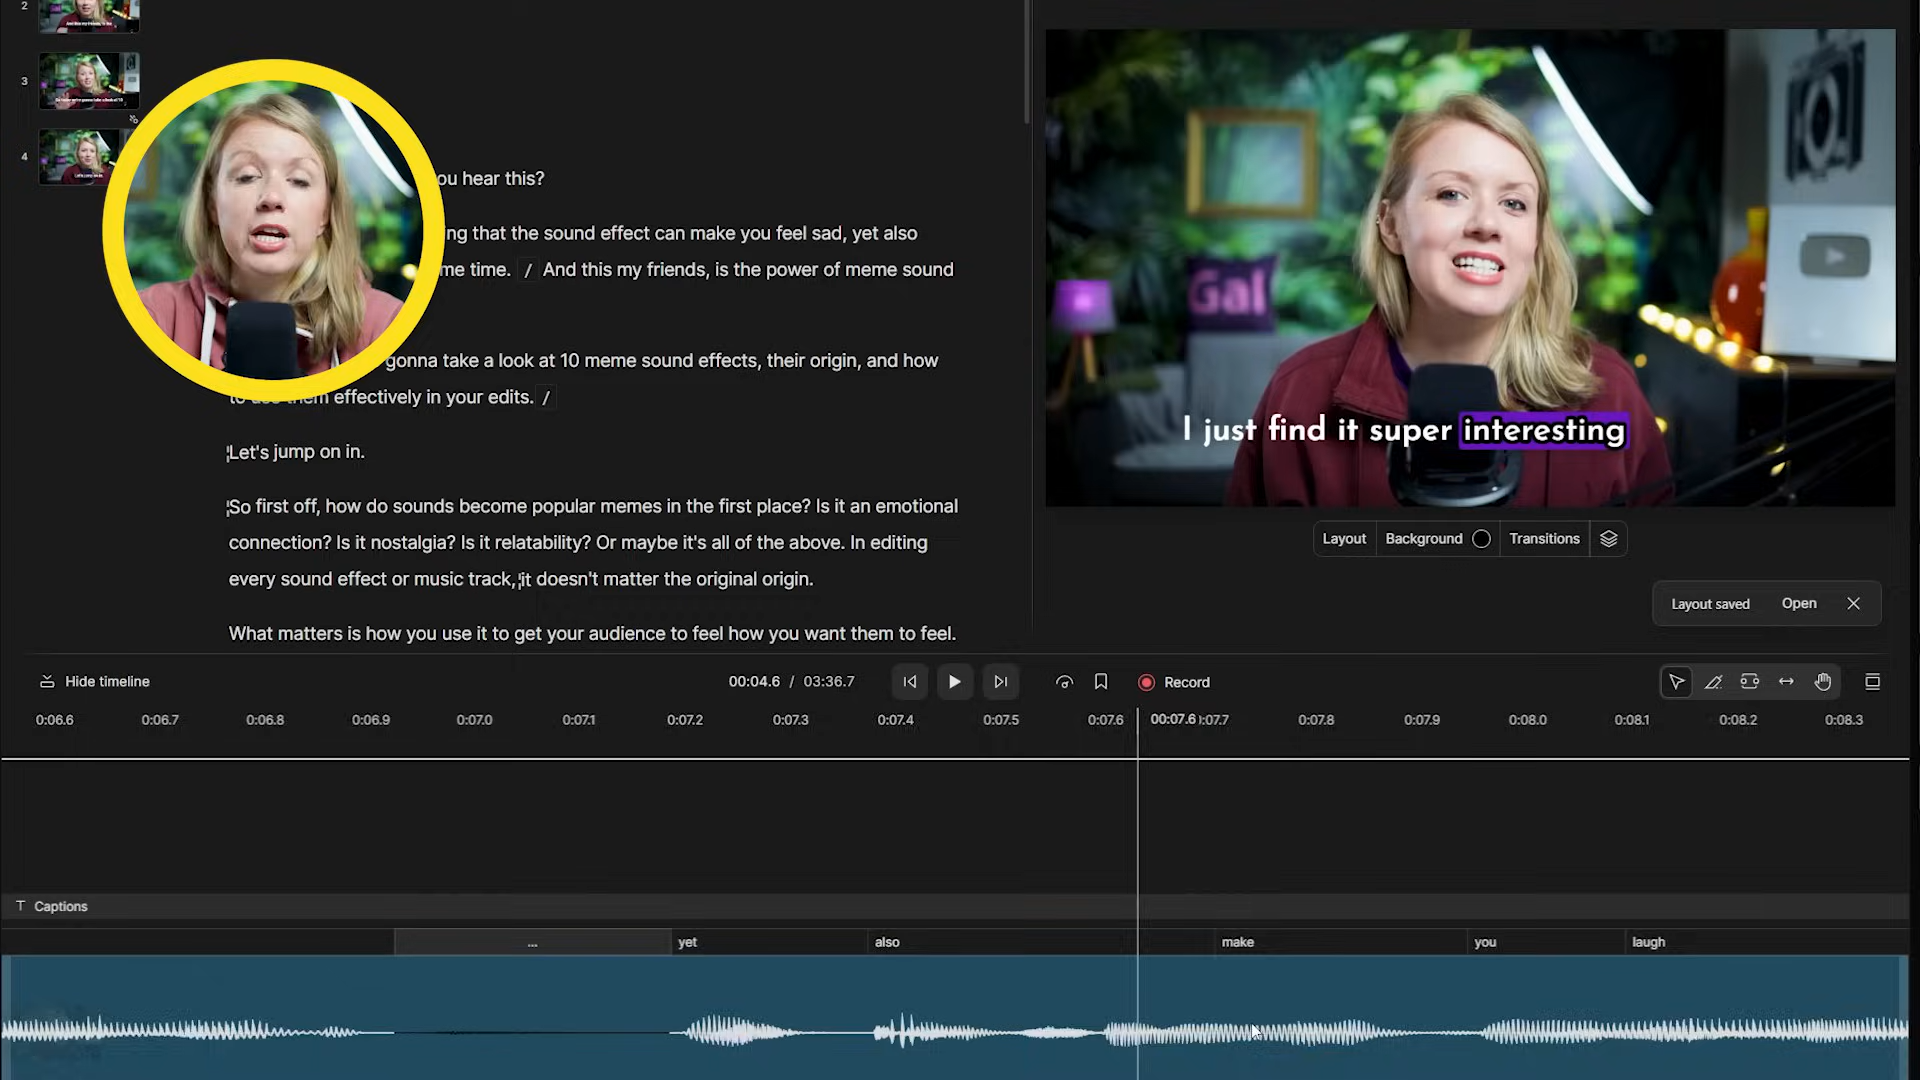 2
3
4
ou hear this?
ing that the sound effect can make you feel sad, yet also
me time. / And this my friends, is the power of meme sound
gonna take a look at 10 meme sound effects, their origin, and how
to use them effectively in your edits. /
Let's jump on in.
So first off, how do sounds become popular memes in the first place? Is it an emotional
connection? Is it nostalgia? Is it relatability? Or maybe it's all of the above. In editing
every sound effect or music track, it doesn't matter the original origin.
What matters is how you use it to get your audience to feel how you want them to feel.
Gal
I just find it super interesting
Layout Background Transitions
Layout saved Open
Hide timeline 00:04.6 / 03:36.7 Record
0:06.6 0:06.7 0:06.8 0:06.9 0:07.0 0:07.1 0:07.2 0:07.3 0:07.4 0:07.5 0:07.6 00:07.6 0:07.7 0:07.8 0:07.9 0:08.0 0:08.1 0:08.2 0:08.3
T Captions
... yet also make you laugh